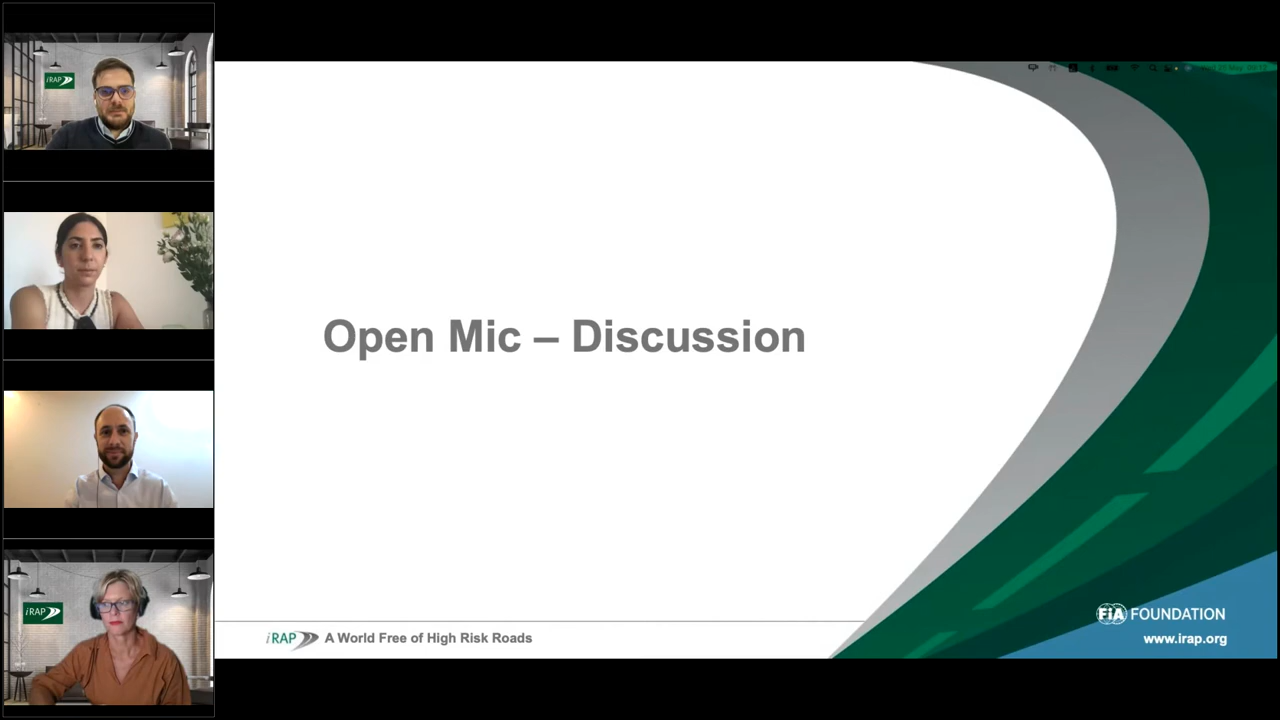 iRAP
Open Mic – Discussion
iRAP
iRAP A World Free of High Risk Roads
FiA FOUNDATION
www.irap.org